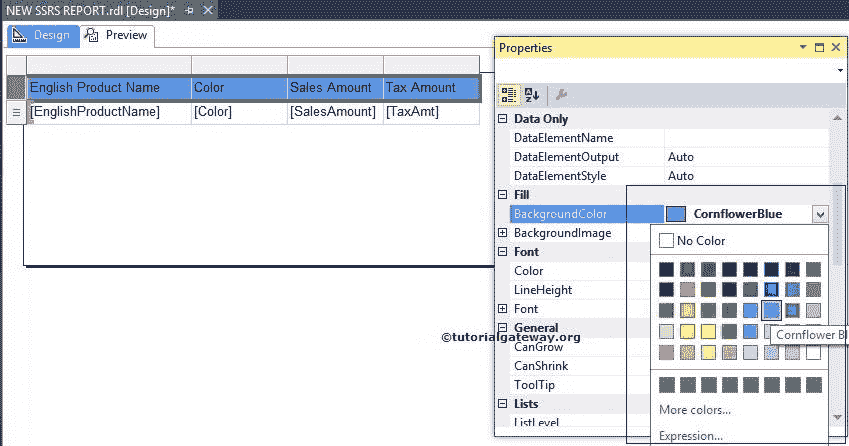 NEW SSRS REPORT.rdl [Design]*
Design Preview
English Product Name Color Sales Amount Tax Amount
[EnglishProductName] [Color] [SalesAmount] [TaxAmt]
©tutorialgateway.org
Properties
Data Only
DataElementName
DataElementOutput Auto
DataElementStyle Auto
Fill
BackgroundColor CornflowerBlue
BackgroundImage
Font
Color
LineHeight
Font
General
CanGrow
CanShrink
ToolTip
Lists
ListLevel
No Color
Cornflower Bl
More colors...
Expression...